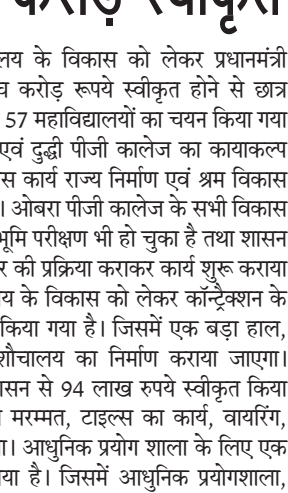 करोड़ स्वीकृत
लय के विकास को लेकर प्रधानमंत्री
च करोड़ रूपये स्वीकृत होने से छात्र
57 महाविद्यालयों का चयन किया गया
एवं दुद्धी पीजी कालेज का कायाकल्प
स कार्य राज्य निर्माण एवं श्रम विकास
। ओबरा पीजी कालेज के सभी विकास
भूमि परीक्षण भी हो चुका है तथा शासन
र की प्रक्रिया कराकर कार्य शुरू कराया
य के विकास को लेकर कॉन्ट्रैक्शन के
किया गया है। जिसमें एक बड़ा हाल,
शौचालय का निर्माण कराया जाएगा।
ासन से 94 लाख रुपये स्वीकृत किया
मरम्मत, टाइल्स का कार्य, वायरिंग,
ा। आधुनिक प्रयोग शाला के लिए एक
या है। जिसमें आधुनिक प्रयोगशाला,